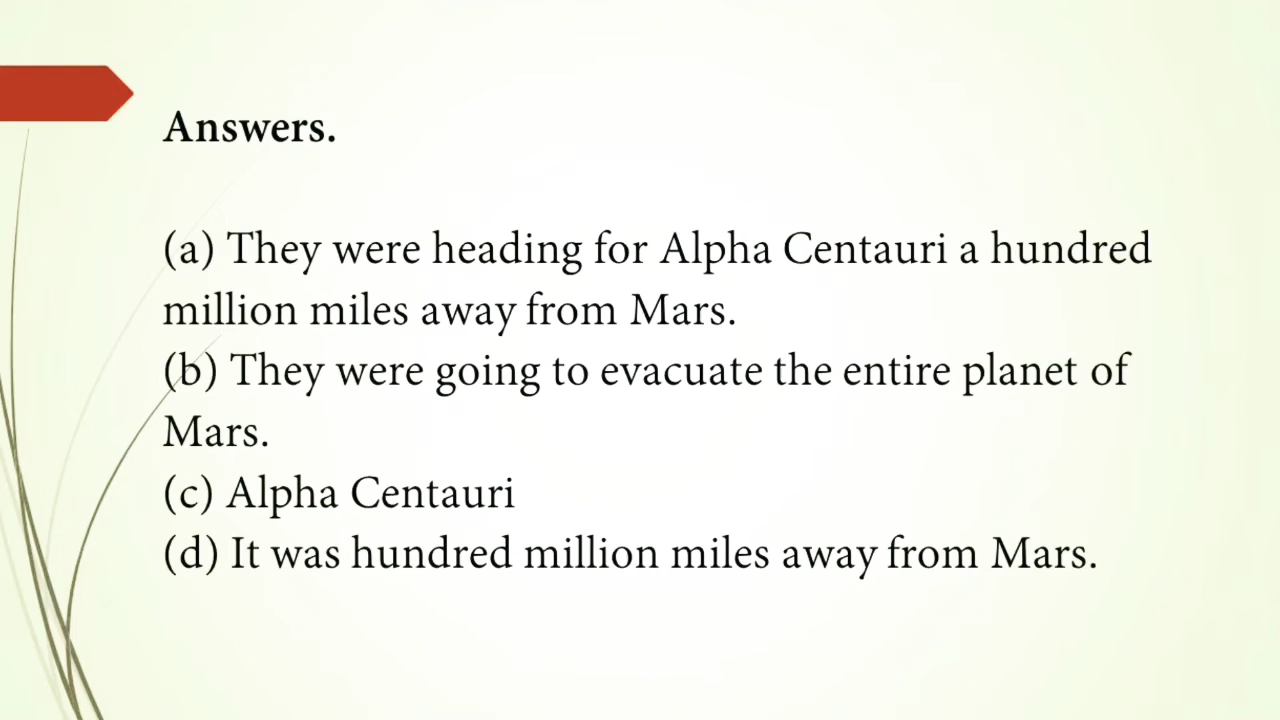 Answers.
(a) They were heading for Alpha Centauri a hundred
million miles away from Mars.
(b) They were going to evacuate the entire planet of
Mars.
(c) Alpha Centauri
(d) It was hundred million miles away from Mars.